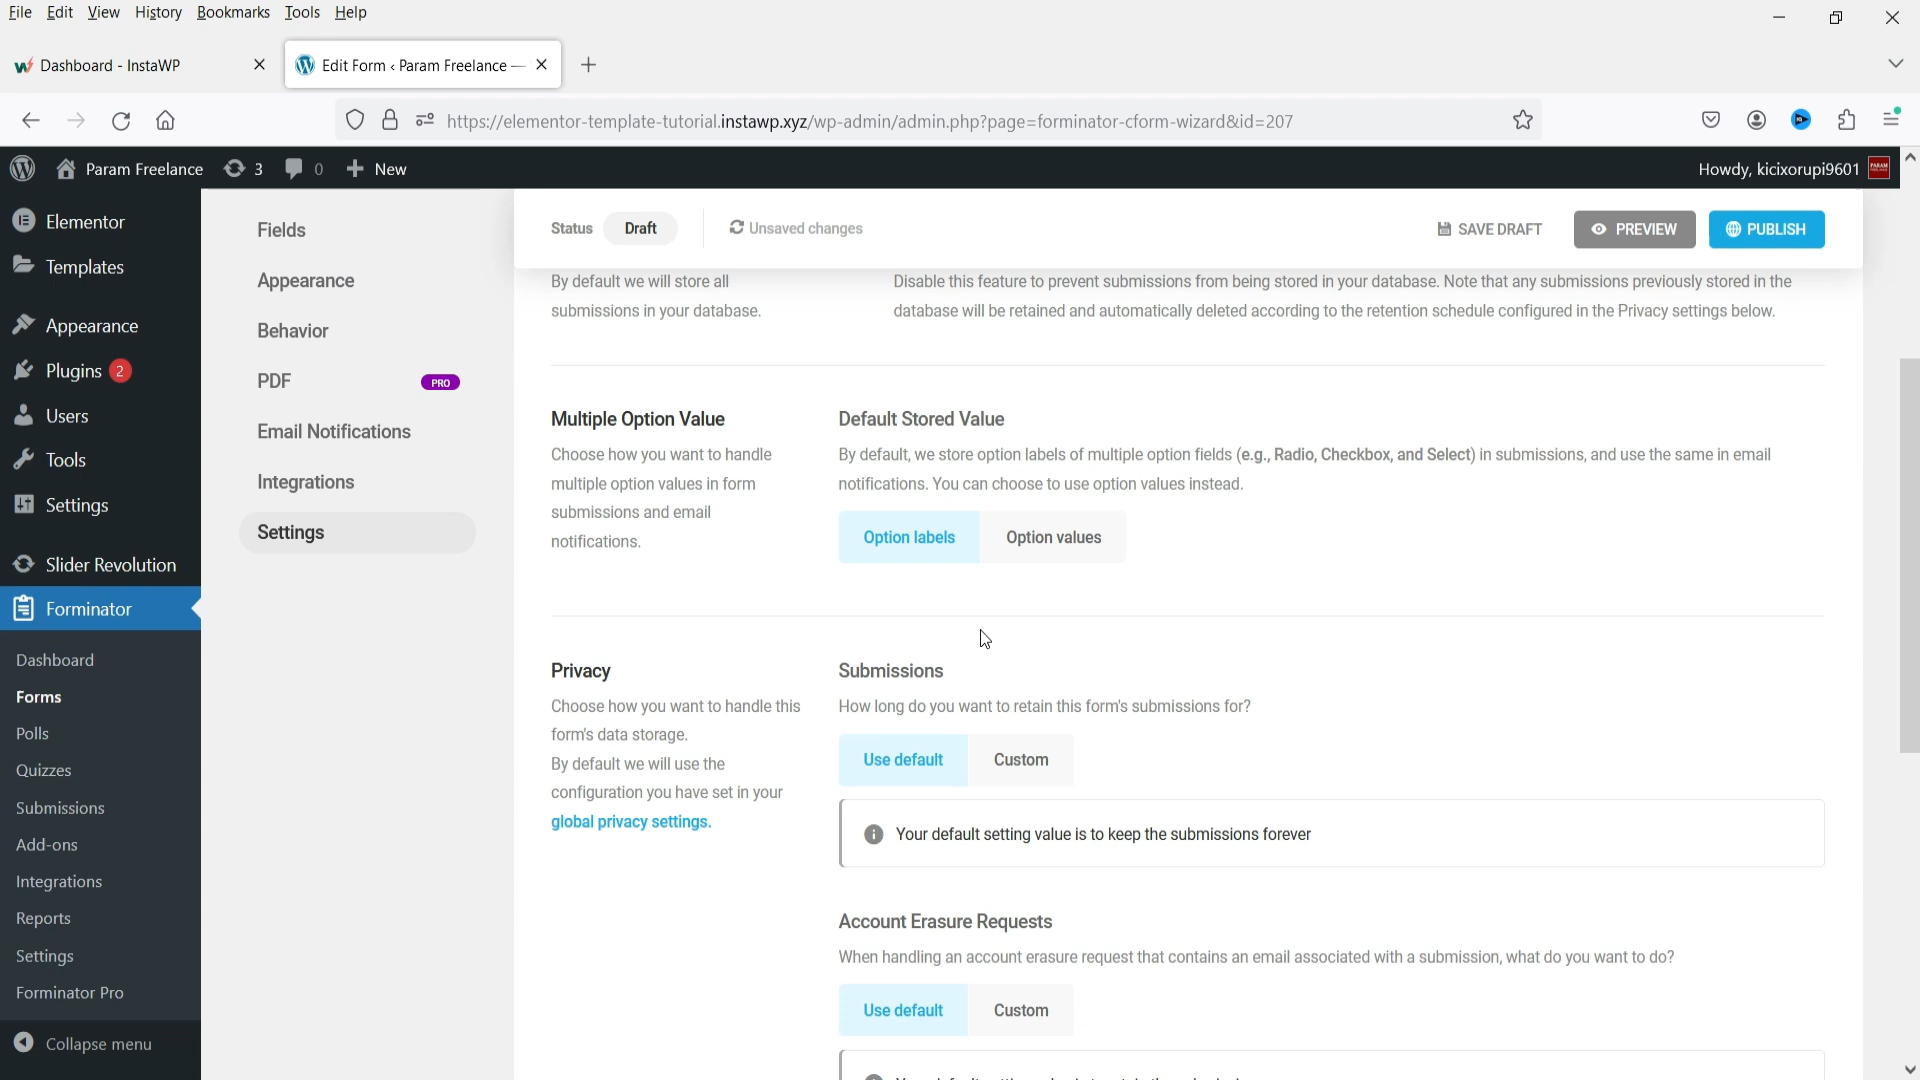 File Edit View History Bookmarks Tools Help
Dashboard - InstaWP
Edit Form ‹ Param Freelance —
https://elementor-template-tutorial.instawp.xyz/wp-admin/admin.php?page=forminator-cform-wizard&id=207
Param Freelance 3 0 New
Howdy, kicixorupi9601
Elementor
Templates
Appearance
Plugins 2
Users
Tools
Settings
Slider Revolution
Forminator
Dashboard
Forms
Polls
Quizzes
Submissions
Add-ons
Integrations
Reports
Settings
Forminator Pro
Collapse menu
Fields
Appearance
Behavior
PDF PRO
Email Notifications
Integrations
Settings
Status Draft Unsaved changes SAVE DRAFT PREVIEW PUBLISH
By default we will store all
submissions in your database.
Disable this feature to prevent submissions from being stored in your database. Note that any submissions previously stored in the
database will be retained and automatically deleted according to the retention schedule configured in the Privacy settings below.
Multiple Option Value
Choose how you want to handle
multiple option values in form
submissions and email
notifications.
Default Stored Value
By default, we store option labels of multiple option fields (e.g., Radio, Checkbox, and Select) in submissions, and use the same in email
notifications. You can choose to use option values instead.
Option labels Option values
Privacy
Choose how you want to handle this
form's data storage.
By default we will use the
configuration you have set in your
global privacy settings.
Submissions
How long do you want to retain this form's submissions for?
Use default Custom
Your default setting value is to keep the submissions forever
Account Erasure Requests
When handling an account erasure request that contains an email associated with a submission, what do you want to do?
Use default Custom